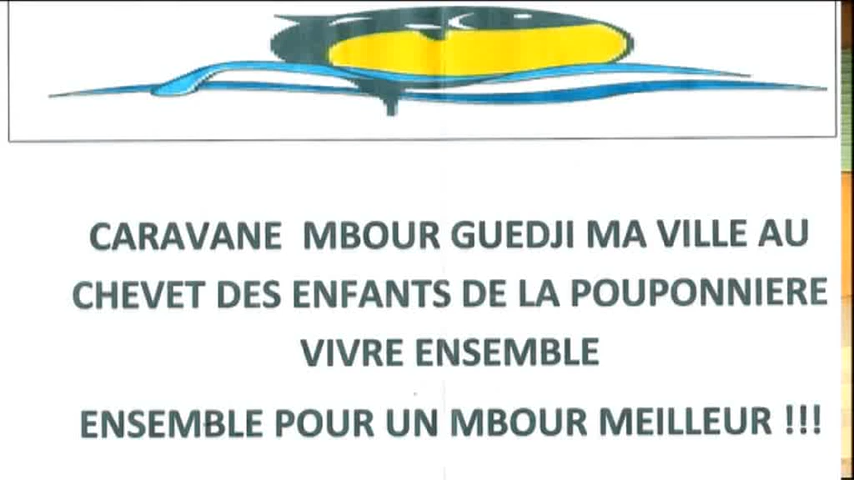 CARAVANE MBOUR GUEDJI MA VILLE AU
CHEVET DES ENFANTS DE LA POUPONNIERE
VIVRE ENSEMBLE
ENSEMBLE POUR UN MBOUR MEILLEUR !!!